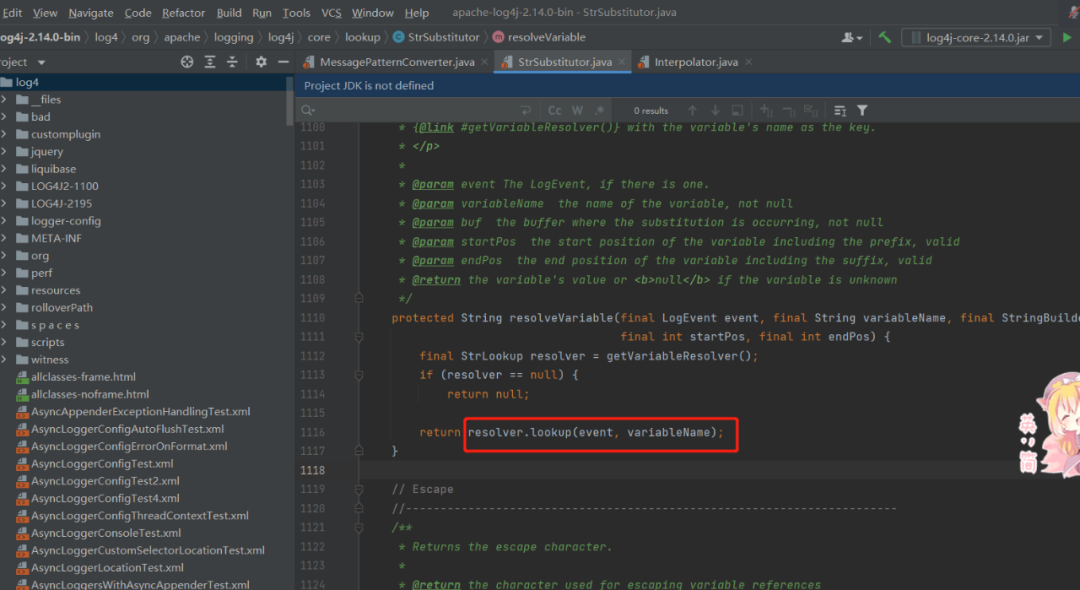 Edit View Navigate Code Refactor Build Run Tools VCS Window Help apache-log4j-2.14.0-bin - StrSubstitutor.java
og4j-2.14.0-bin log4 org apache logging log4j core lookup StrSubstitutor resolveVariable log4j-core-2.14.0.jar
roject MessagePatternConverter.java StrSubstitutor.java Interpolator.java
log4
Project JDK is not defined
__files
bad
Cc W .* 0 results
customplugin
jquery
liquibase
LOG4J2-1100
LOG4J-2195
logger-config
META-INF
org
perf
resources
rolloverPath
s p a c e s
scripts
witness
allclasses-frame.html
allclasses-noframe.html
AsyncAppenderExceptionHandlingTest.xml
AsyncLoggerConfigAutoFlushTest.xml
AsyncLoggerConfigErrorOnFormat.xml
AsyncLoggerConfigTest.xml
AsyncLoggerConfigTest2.xml
AsyncLoggerConfigTest4.xml
AsyncLoggerConfigThreadContextTest.xml
AsyncLoggerConsoleTest.xml
AsyncLoggerCustomSelectorLocationTest.xml
AsyncLoggerLocationTest.xml
AsyncLoggersWithAsyncAppenderTest.xml
1100 * {@link #getVariableResolver()} with the variable's name as the key.
1101 * </p>
1102 *
1103 * @param event The LogEvent, if there is one.
1104 * @param variableName the name of the variable, not null
1105 * @param buf the buffer where the substitution is occurring, not null
1106 * @param startPos the start position of the variable including the prefix, valid
1107 * @param endPos the end position of the variable including the suffix, valid
1108 * @return the variable's value or <b>null</b> if the variable is unknown
1109 */
1110 protected String resolveVariable(final LogEvent event, final String variableName, final StringBuilde
1111 final int startPos, final int endPos) {
1112 final StrLookup resolver = getVariableResolver();
1113 if (resolver == null) {
1114 return null;
1115
1116 return resolver.lookup(event, variableName);
1117 }
1118
1119 // Escape
1120 //-----------------------------------------------------------------------
1121 /**
1122 * Returns the escape character.
1123 *
1124 * @return the character used for escaping variable references
英
简